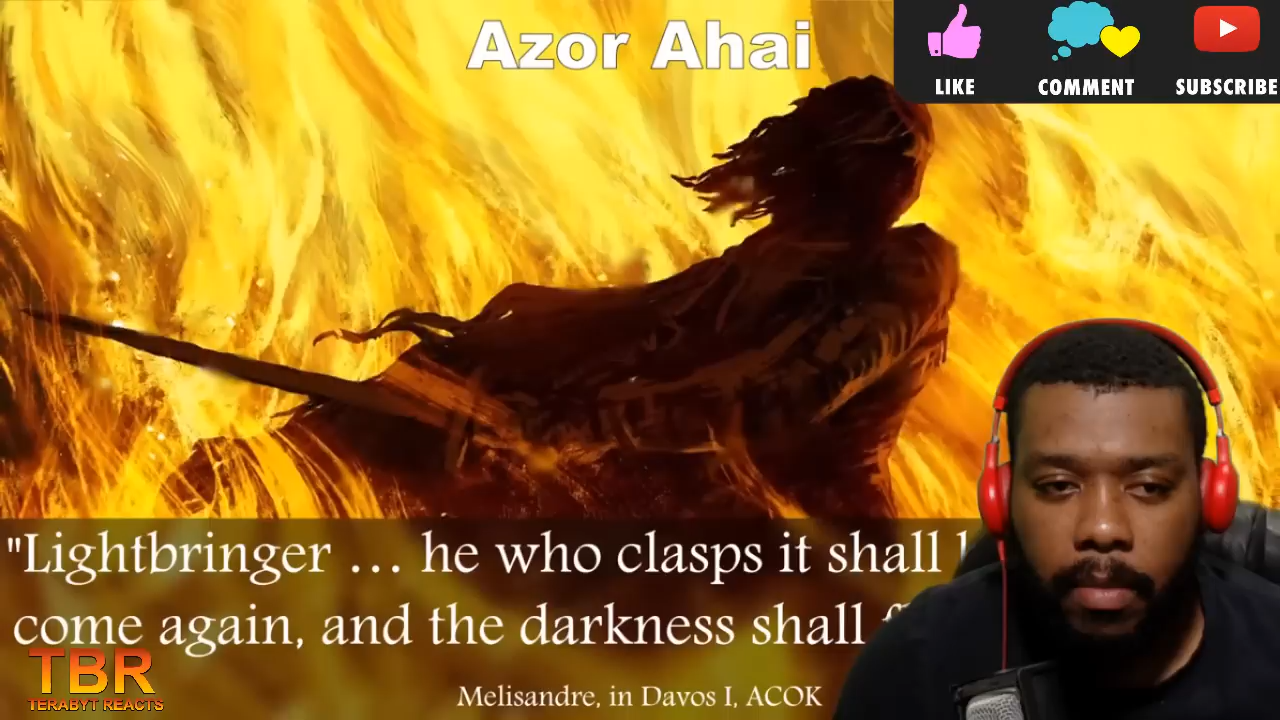 Azor Ahai
LIKE
COMMENT
SUBSCRIBE
"Lightbringer … he who clasps it shall
come again, and the darkness shall
Melisandre, in Davos I, ACOK
TBR
TERABYT REACTS